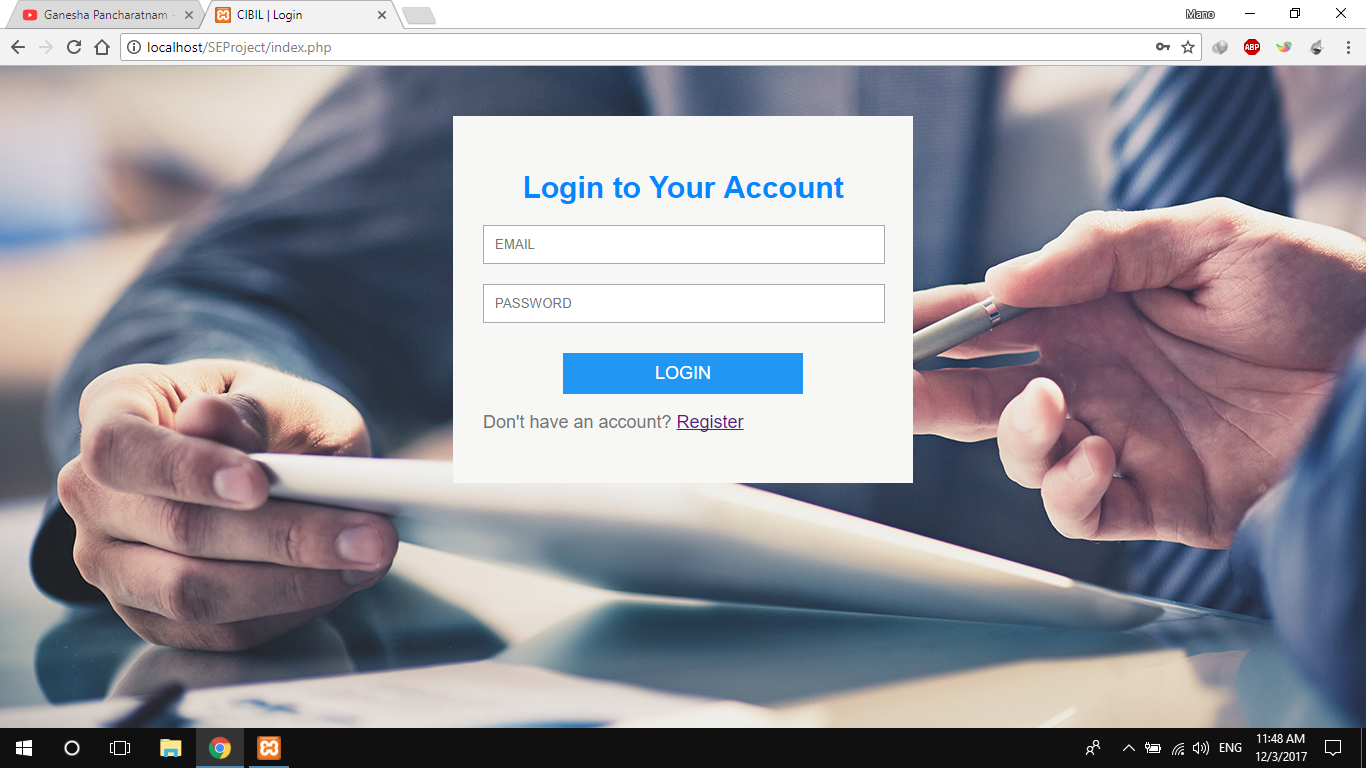 Ganesha Pancharatnam -
CIBIL | Login
Mano
localhost/SEProject/index.php
ABP
Login to Your Account
EMAIL
PASSWORD
LOGIN
Don't have an account? Register
ENG
11:48 AM
12/3/2017